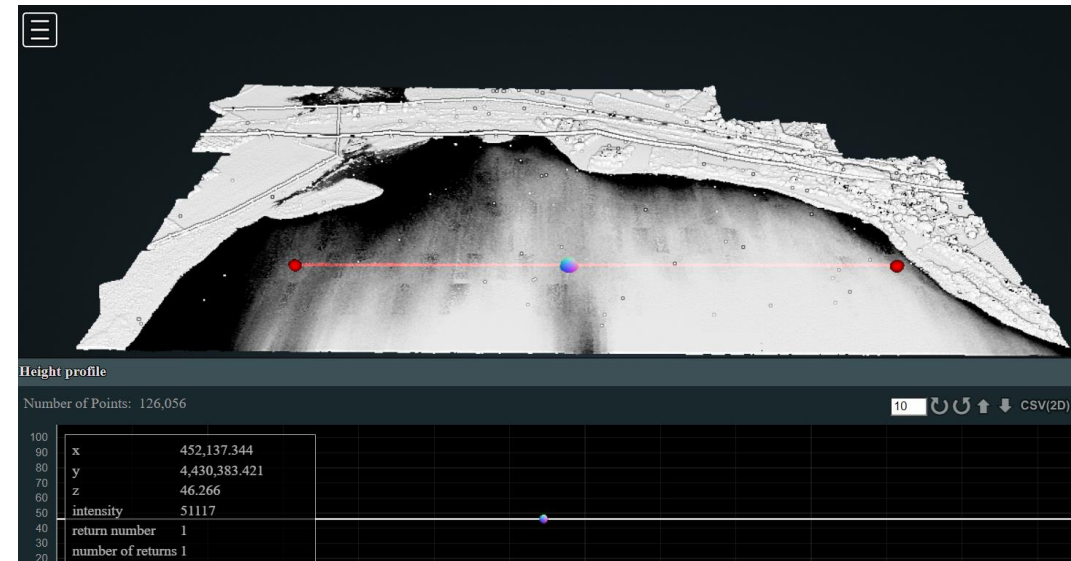 Height profile
Number of Points: 126,056
10 CSV(2D)
100
90
80
70
60
50
40
30
20
x 452,137.344
y 4,430,383.421
z 46.266
intensity 51117
return number 1
number of returns 1